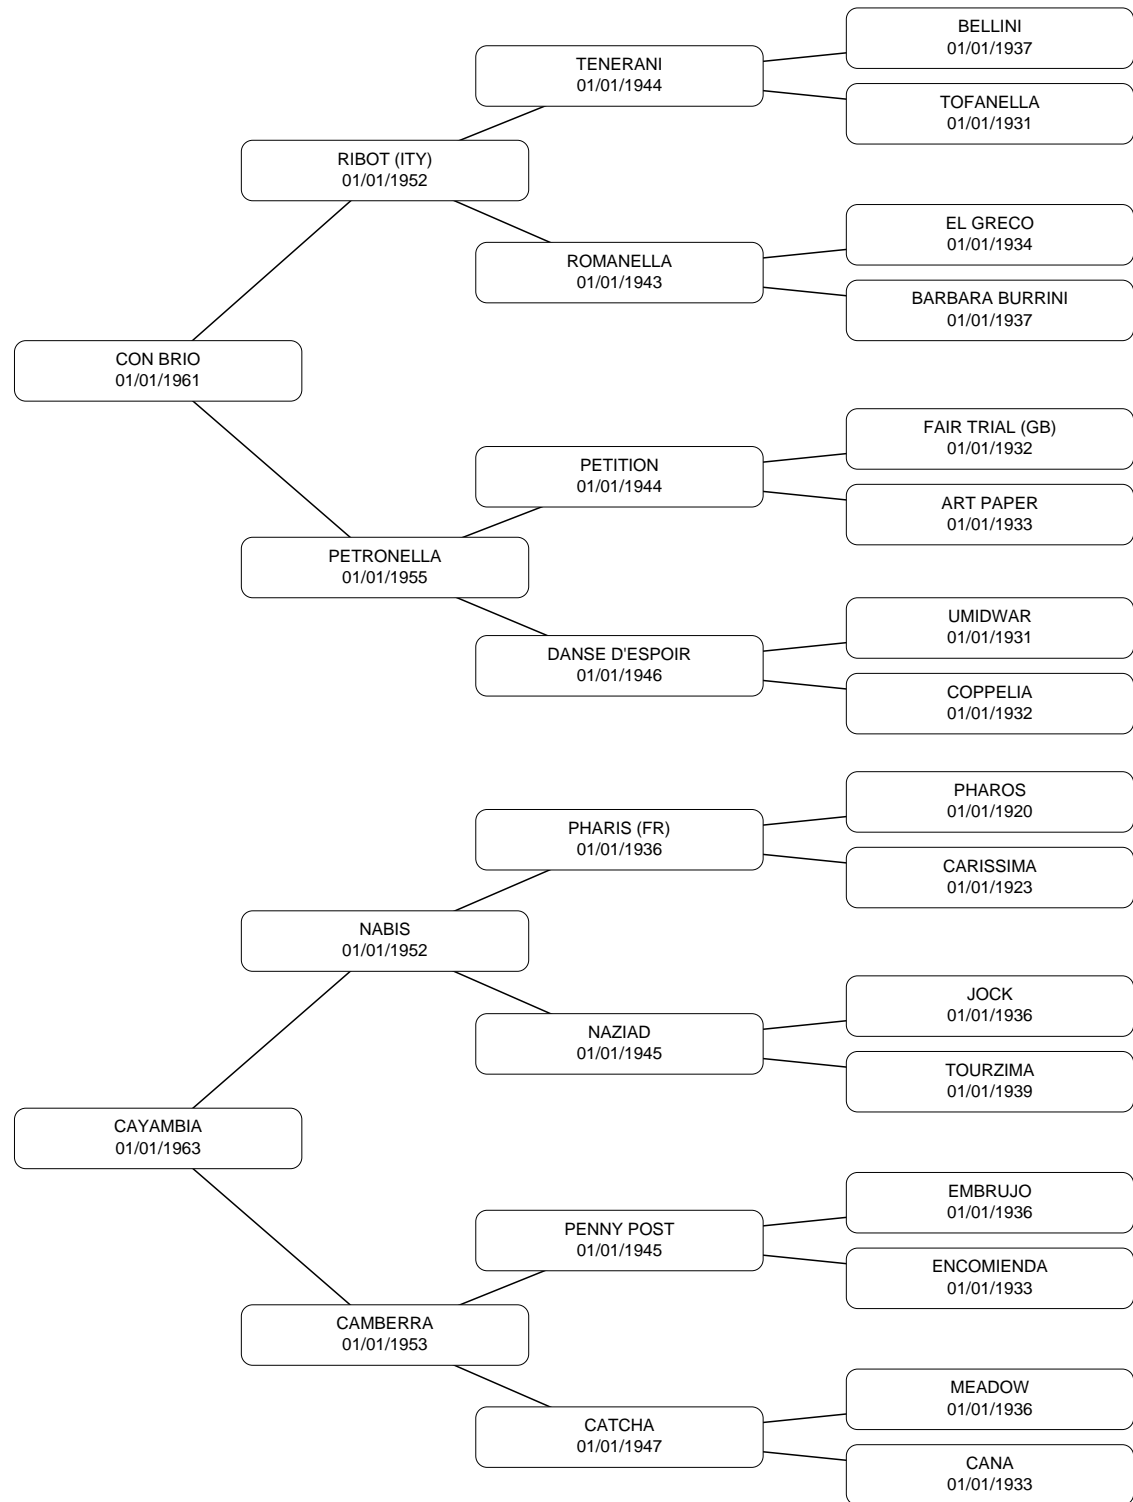 BELLINI
01/01/1937
TENERANI
01/01/1944
TOFANELLA
01/01/1931
RIBOT (ITY)
01/01/1952
EL GRECO
01/01/1934
ROMANELLA
01/01/1943
BARBARA BURRINI
01/01/1937
CON BRIO
01/01/1961
FAIR TRIAL (GB)
01/01/1932
PETITION
01/01/1944
ART PAPER
01/01/1933
PETRONELLA
01/01/1955
UMIDWAR
01/01/1931
DANSE D'ESPOIR
01/01/1946
COPPELIA
01/01/1932
PHAROS
01/01/1920
PHARIS (FR)
01/01/1936
CARISSIMA
01/01/1923
NABIS
01/01/1952
JOCK
01/01/1936
NAZIAD
01/01/1945
TOURZIMA
01/01/1939
CAYAMBIA
01/01/1963
EMBRUJO
01/01/1936
PENNY POST
01/01/1945
ENCOMIENDA
01/01/1933
CAMBERRA
01/01/1953
MEADOW
01/01/1936
CATCHA
01/01/1947
CANA
01/01/1933